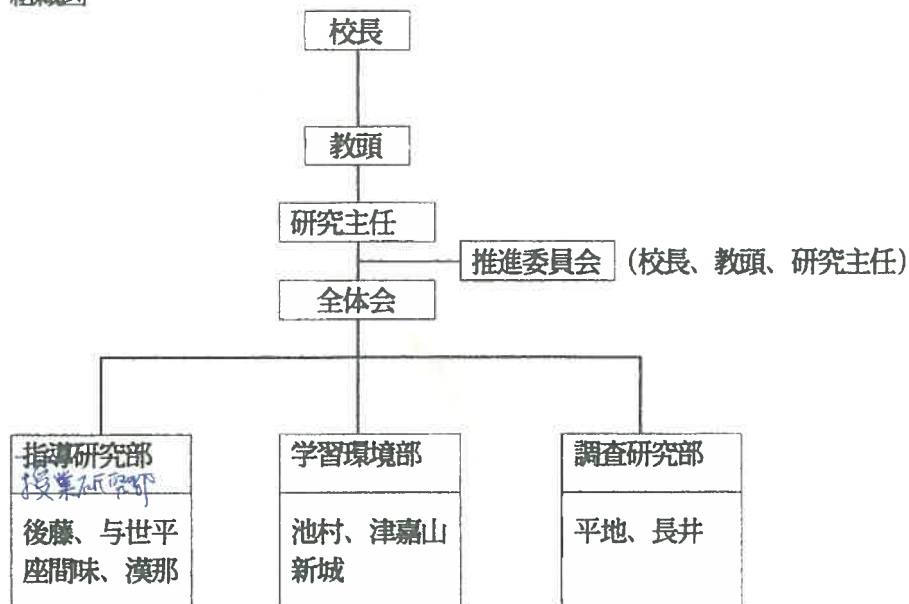 組織図
校長
教頭
研究主任
推進委員会 (校長、教頭、研究主任)
全体会
指導研究部
授業研究部
後藤、与世平
座間味、漢那
学習環境部
池村、津嘉山
新城
調査研究部
平地、長井